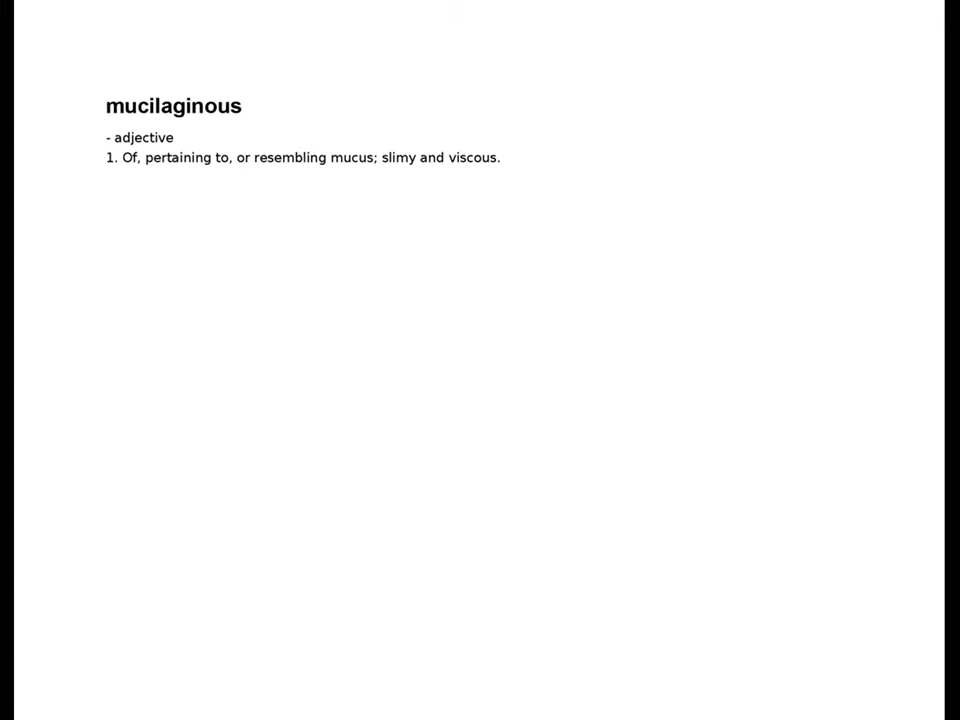 mucilaginous
- adjective
1. Of, pertaining to, or resembling mucus; slimy and viscous.